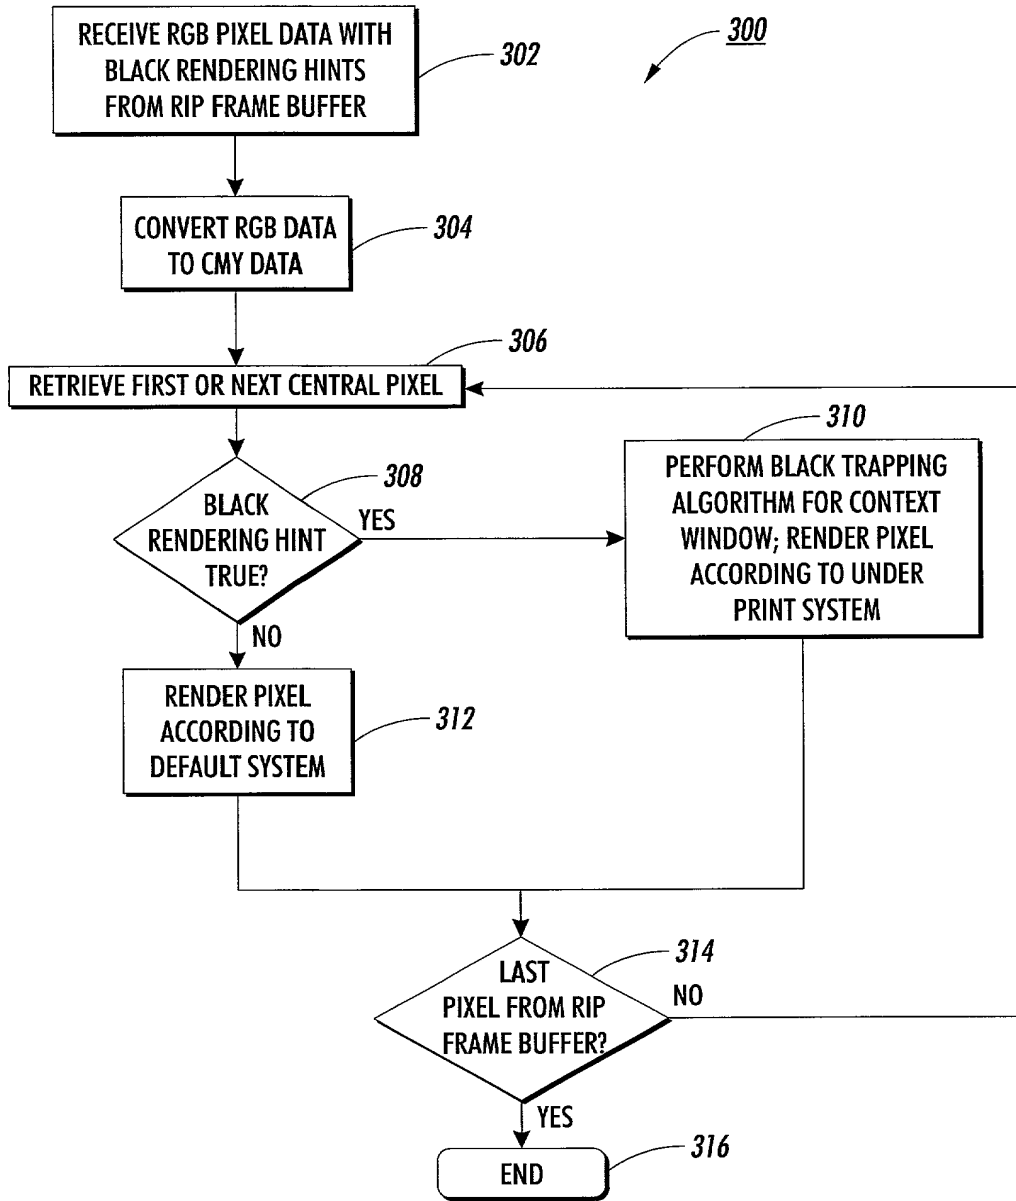 300
RECEIVE RGB PIXEL DATA WITH
BLACK RENDERING HINTS
FROM RIP FRAME BUFFER
302
CONVERT RGB DATA
TO CMY DATA
304
306
RETRIEVE FIRST OR NEXT CENTRAL PIXEL
308
BLACK
RENDERING HINT
TRUE?
YES
NO
310
PERFORM BLACK TRAPPING
ALGORITHM FOR CONTEXT
WINDOW; RENDER PIXEL
ACCORDING TO UNDER
PRINT SYSTEM
RENDER PIXEL
ACCORDING TO
DEFAULT SYSTEM
312
314
LAST
PIXEL FROM RIP
FRAME BUFFER?
NO
YES
END
316